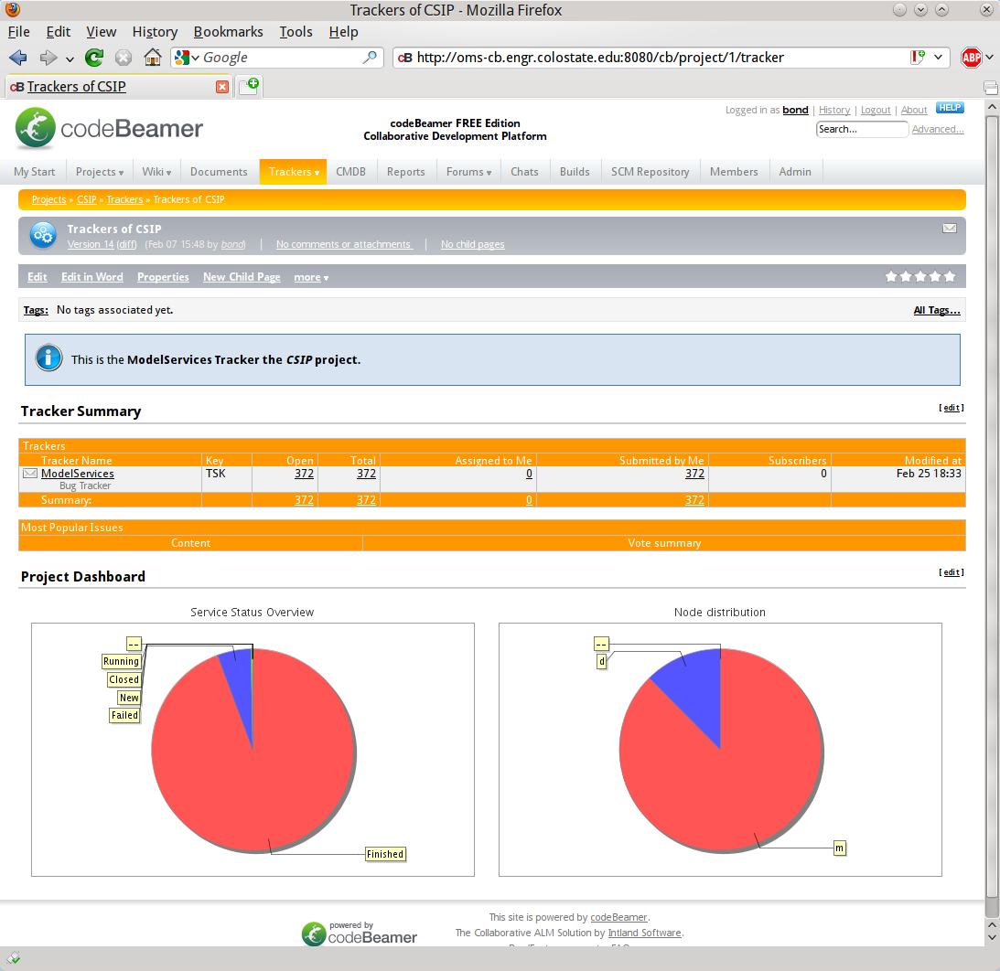 Trackers of CSIP - Mozilla Firefox
File Edit View History Bookmarks Tools Help
Google
cB http://oms-cb.engr.colostate.edu:8080/cb/project/1/tracker
ABP
cB Trackers of CSIP
codeBeamer
codeBeamer FREE Edition
Collaborative Development Platform
Logged in as bond | History | Logout | About HELP
Search... Advanced...
My Start Projects Wiki Documents Trackers CMDB Reports Forums Chats Builds SCM Repository Members Admin
Projects » CSIP » Trackers » Trackers of CSIP
Trackers of CSIP
Version 14 (diff) (Feb 07 15:48 by bond) | No comments or attachments | No child pages
Edit Edit in Word Properties New Child Page more
Tags: No tags associated yet. All Tags...
This is the ModelServices Tracker the CSIP project.
Tracker Summary [ edit ]
Trackers
Tracker Name Key Open Total Assigned to Me Submitted by Me Subscribers Modified at
ModelServices TSK 372 372 0 372 0 Feb 25 18:33
Bug Tracker
Summary: 372 372 0 372
Most Popular Issues
Content Vote summary
Project Dashboard [ edit ]
Service Status Overview
--
Running
Closed
New
Failed
Finished
Node distribution
--
d
m
powered by
codeBeamer
This site is powered by codeBeamer.
The Collaborative ALM Solution by Intland Software.